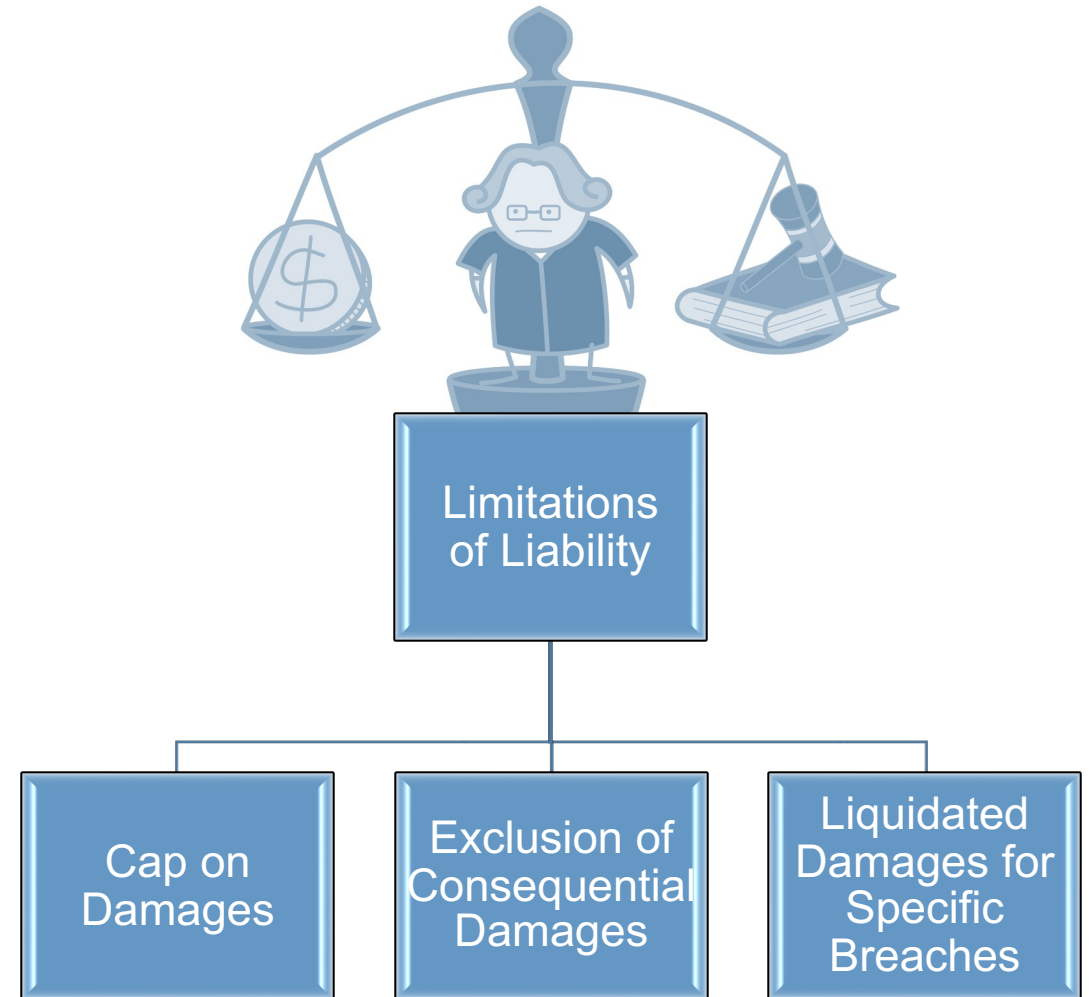 $
Limitations
of Liability
Cap on
Damages
Exclusion of
Consequential
Damages
Liquidated
Damages for
Specific
Breaches